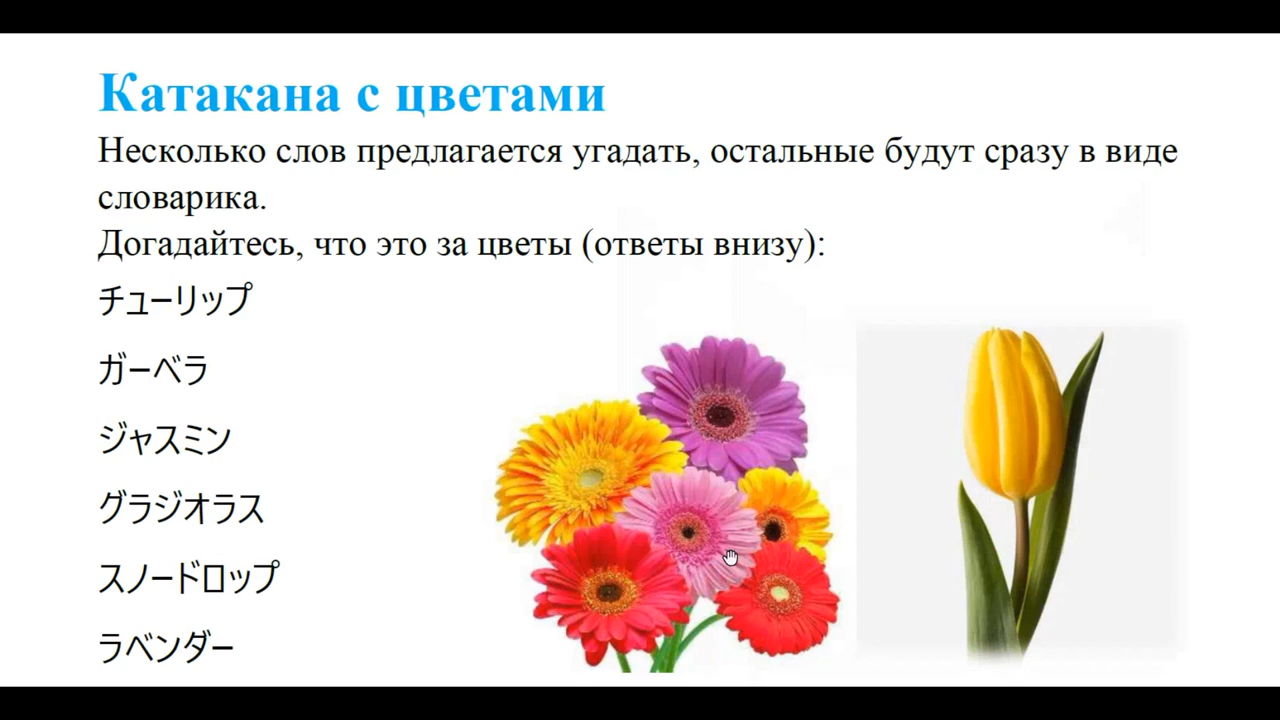 Катакана с цветами
Несколько слов предлагается угадать, остальные будут сразу в виде
словарика.
Догадайтесь, что это за цветы (ответы внизу):
チューリップ
ガーベラ
ジャスミン
グラジオラス
スノードロップ
ラベンダー